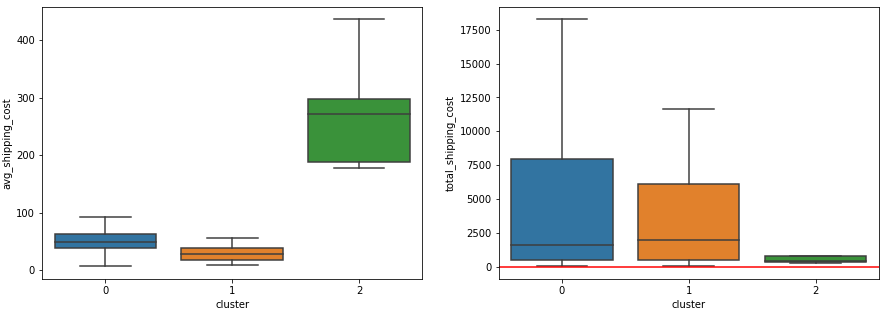 avg_shipping_cost
400
300
200
100
0
0 1 2
cluster
total_shipping_cost
17500
15000
12500
10000
7500
5000
2500
0
0 1 2
cluster